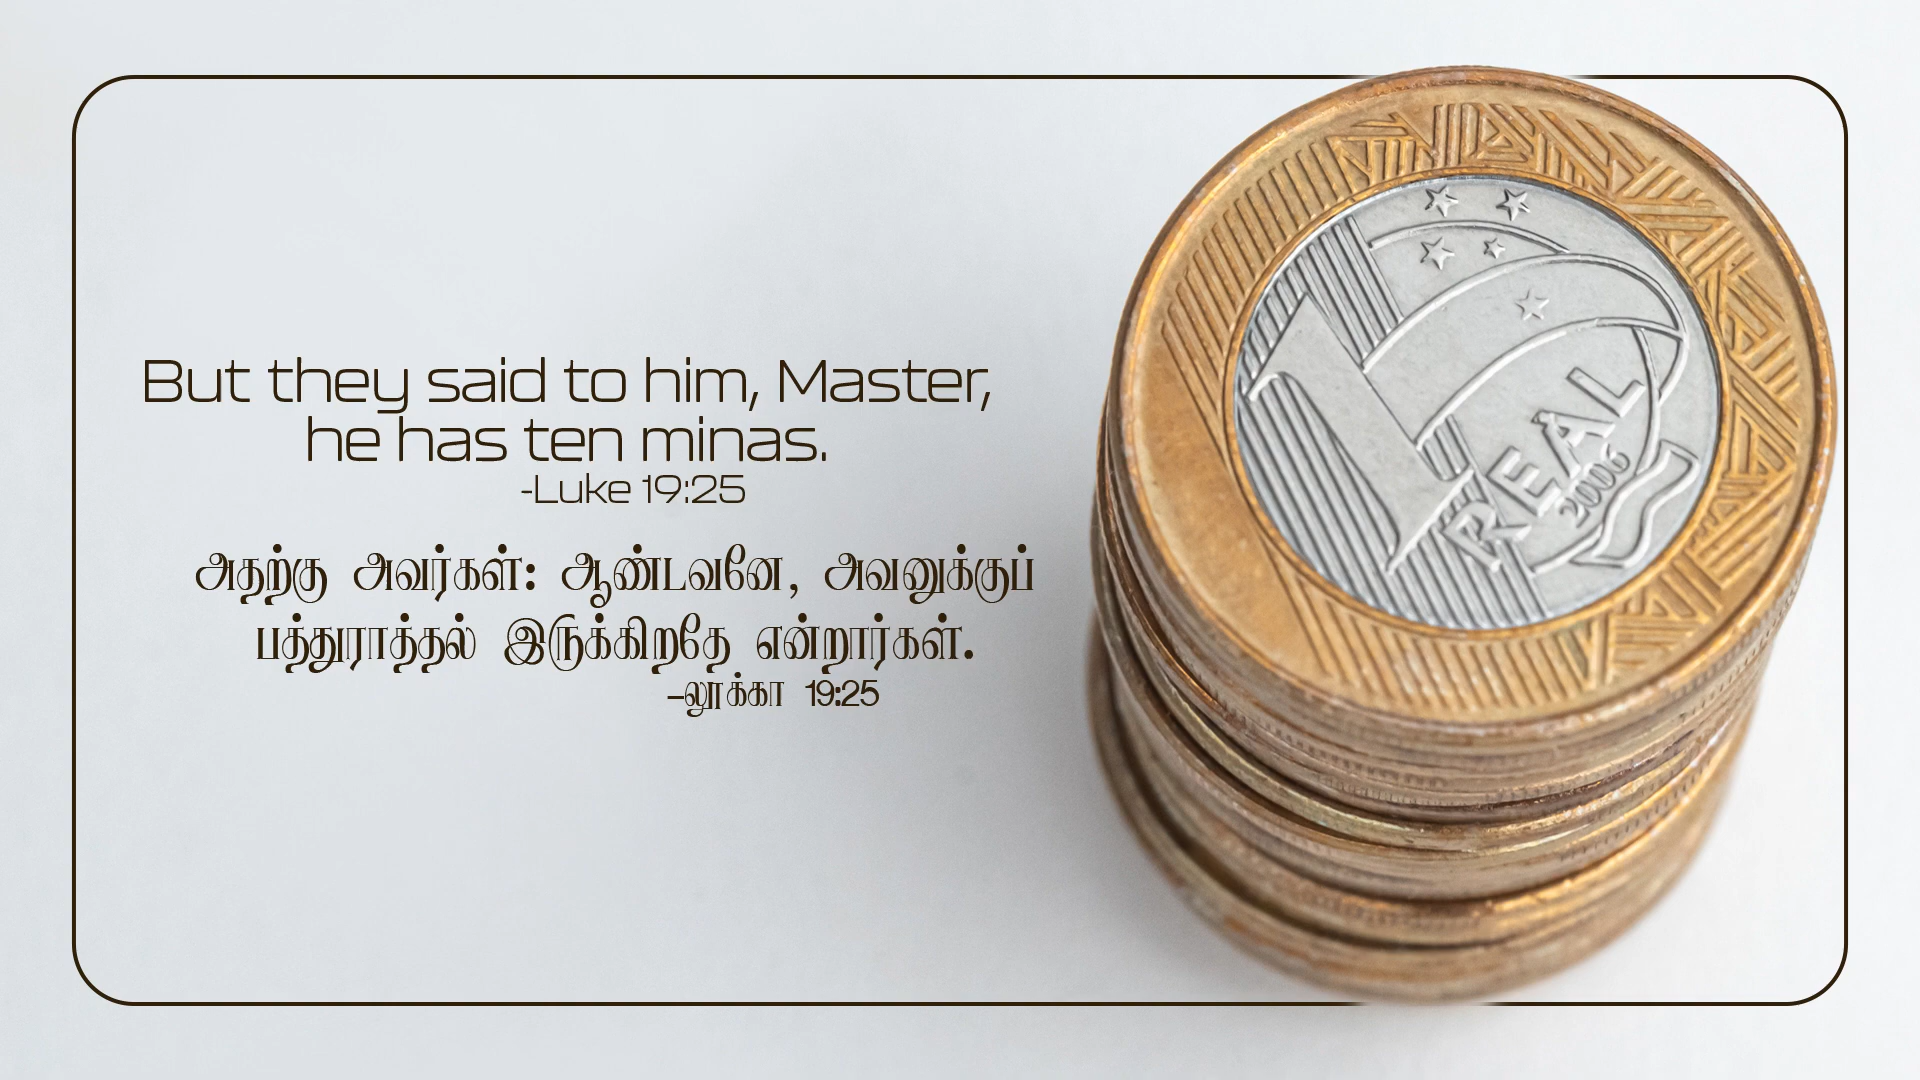 But they said to him, Master,
he has ten minas.
-Luke 19:25
அதற்கு அவர்கள்: ஆண்டவனே, அவனுக்குப்
பத்துராத்தல் இருக்கிறதே என்றார்கள்.
-லூக்கா 19:25
1
REAL
2006